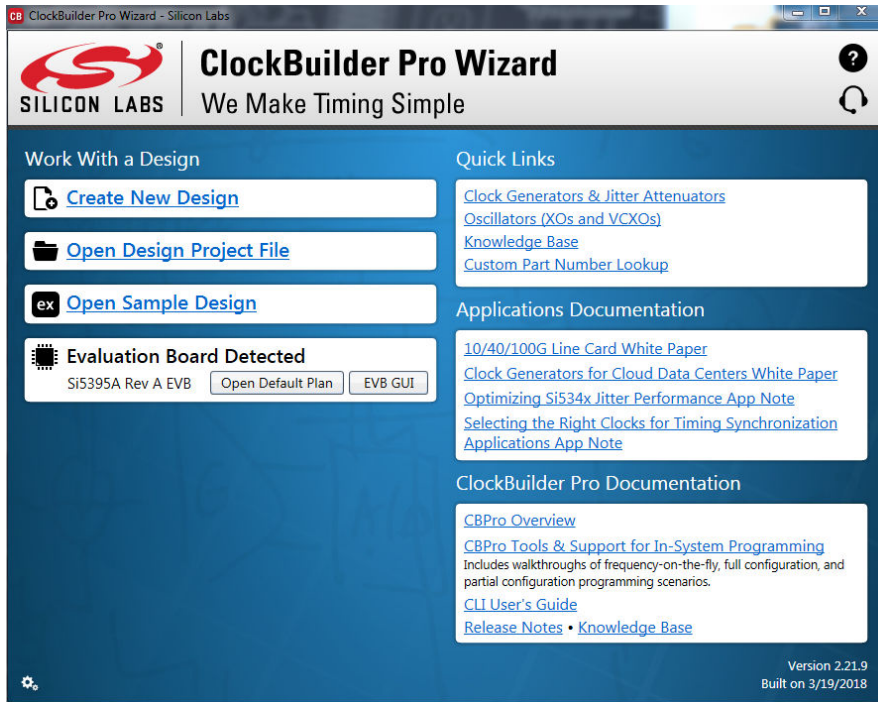 CB ClockBuilder Pro Wizard - Silicon Labs
SILICON LABS
ClockBuilder Pro Wizard
We Make Timing Simple
?
Work With a Design
Create New Design
Open Design Project File
ex Open Sample Design
Evaluation Board Detected
Si5395A Rev A EVB Open Default Plan EVB GUI
Quick Links
Clock Generators & Jitter Attenuators
Oscillators (XOs and VCXOs)
Knowledge Base
Custom Part Number Lookup
Applications Documentation
10/40/100G Line Card White Paper
Clock Generators for Cloud Data Centers White Paper
Optimizing Si534x Jitter Performance App Note
Selecting the Right Clocks for Timing Synchronization
Applications App Note
ClockBuilder Pro Documentation
CBPro Overview
CBPro Tools & Support for In-System Programming
Includes walkthroughs of frequency-on-the-fly, full configuration, and
partial configuration programming scenarios.
CLI User's Guide
Release Notes • Knowledge Base
Version 2.21.9
Built on 3/19/2018